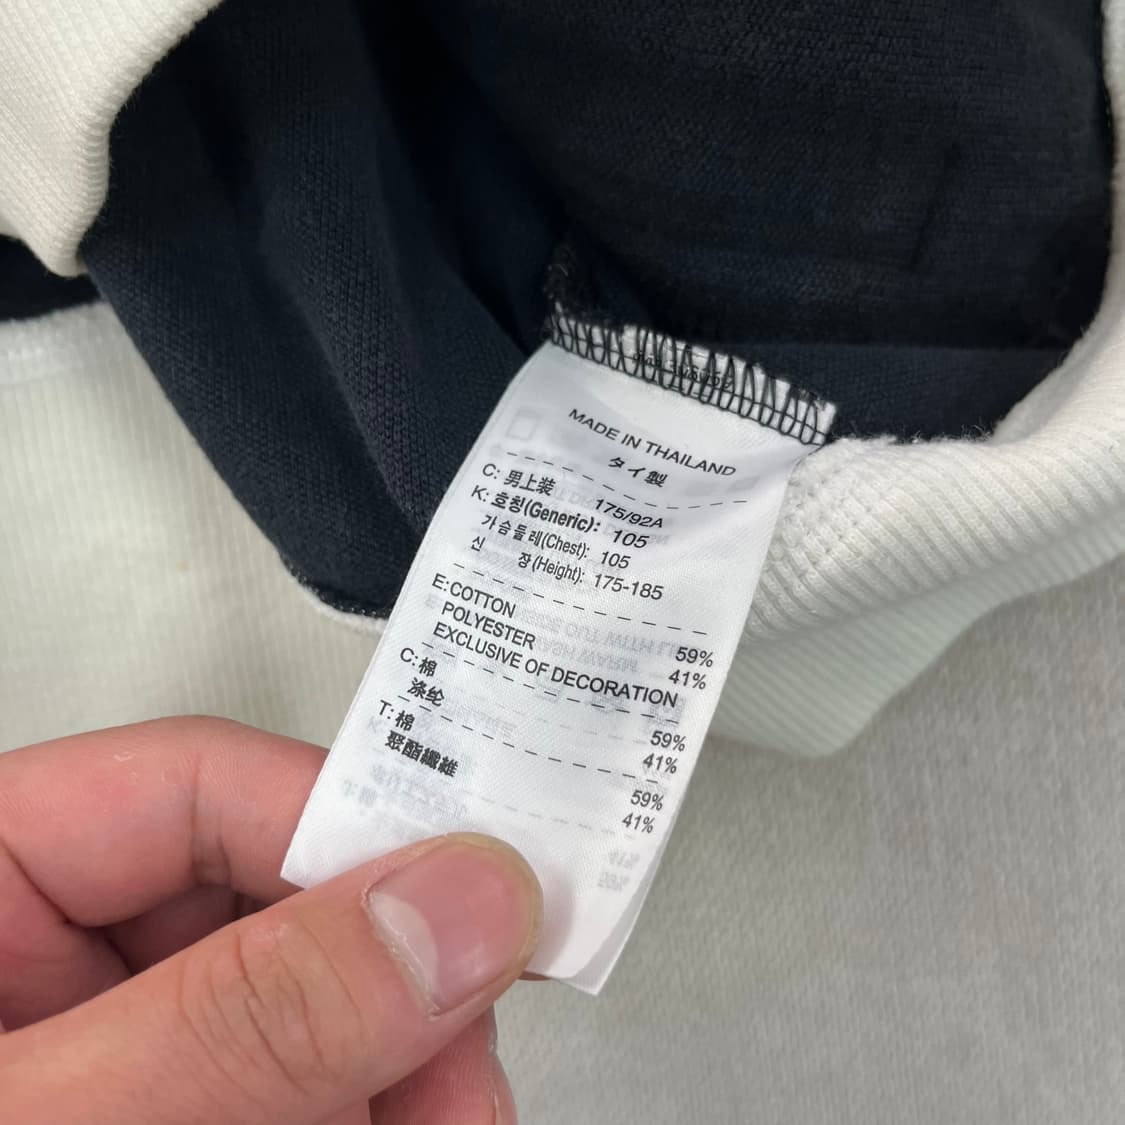 MADE IN THAILAND
タイ製
C: 男上装 175/92A
K: 호칭(Generic): 105
가슴둘레(Chest): 105
신 장(Height): 175-185
E: COTTON 59%
POLYESTER 41%
EXCLUSIVE OF DECORATION
C: 棉 59%
涤纶 41%
T: 棉 59%
聚酯纖維 41%